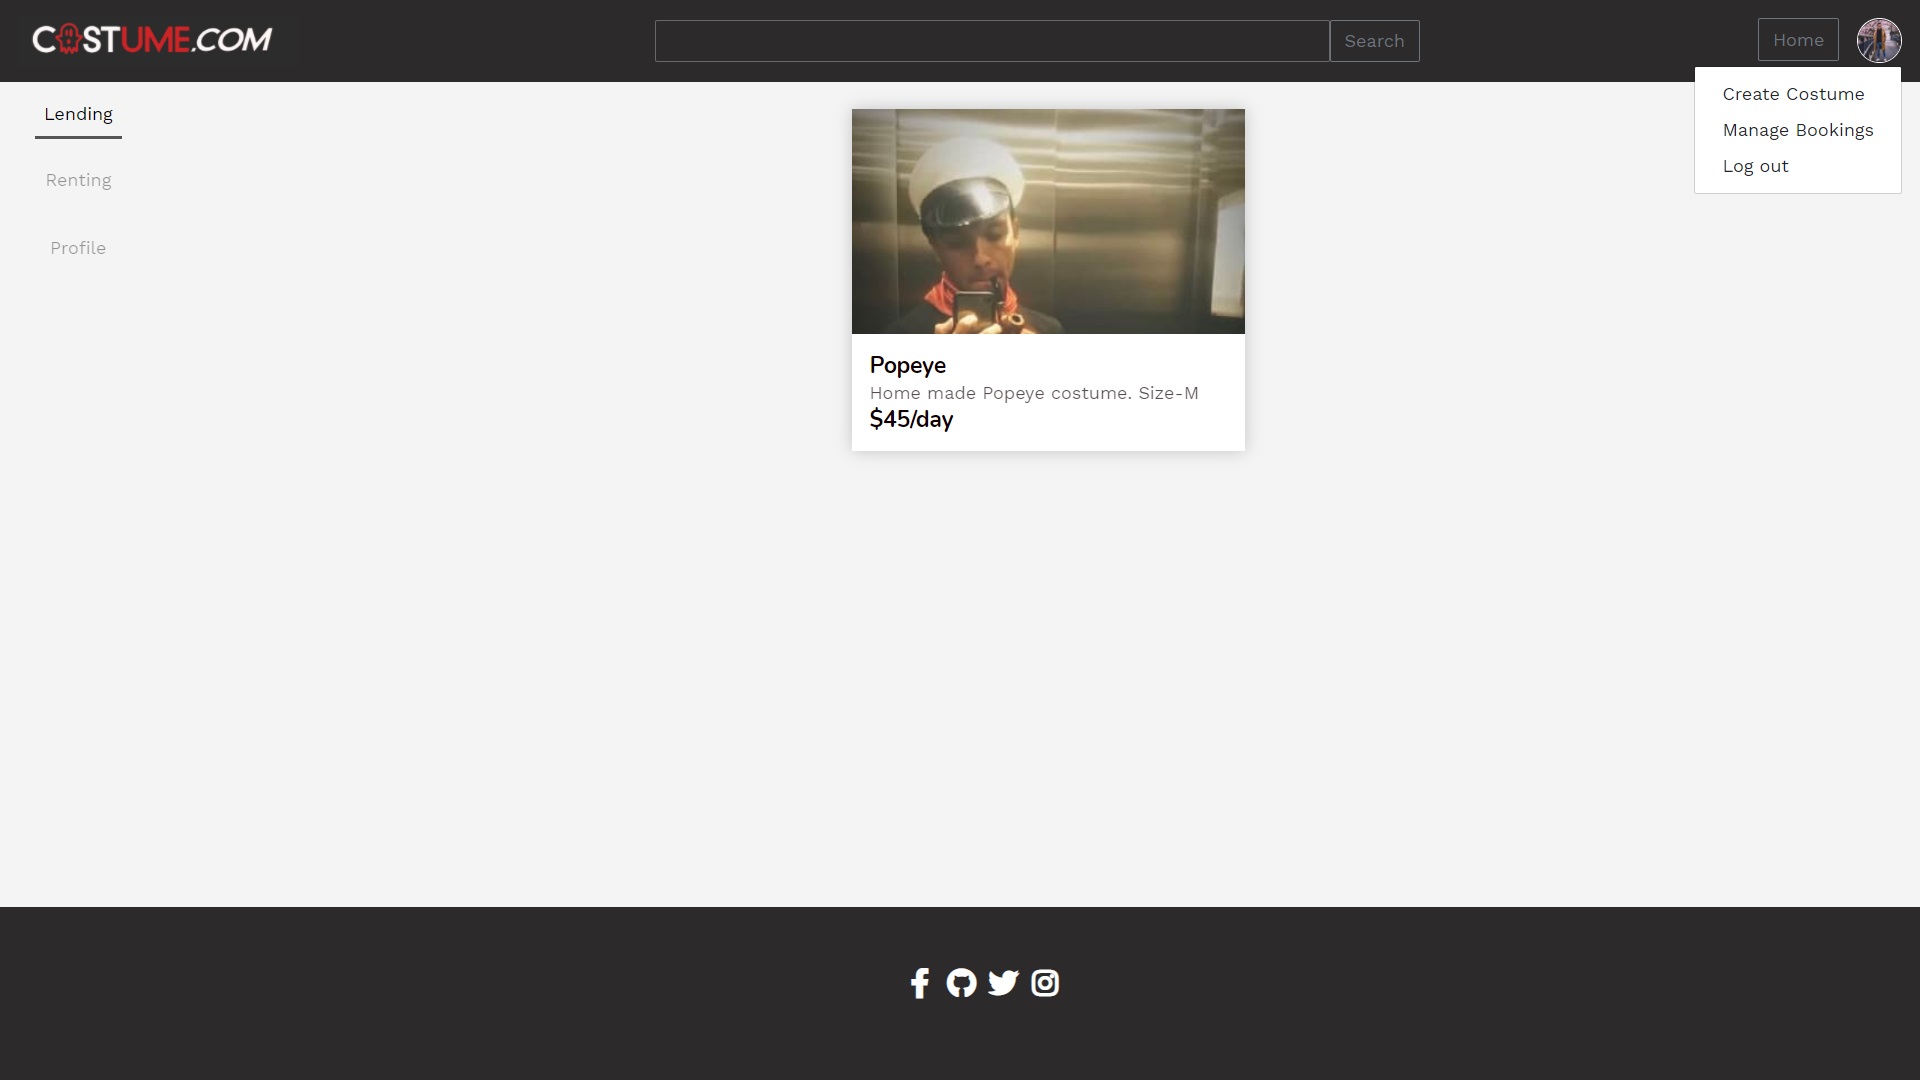 COSTUME.COM
Search
Home
Create Costume
Manage Bookings
Log out
Lending
Renting
Profile
Popeye
Home made Popeye costume. Size-M
$45/day